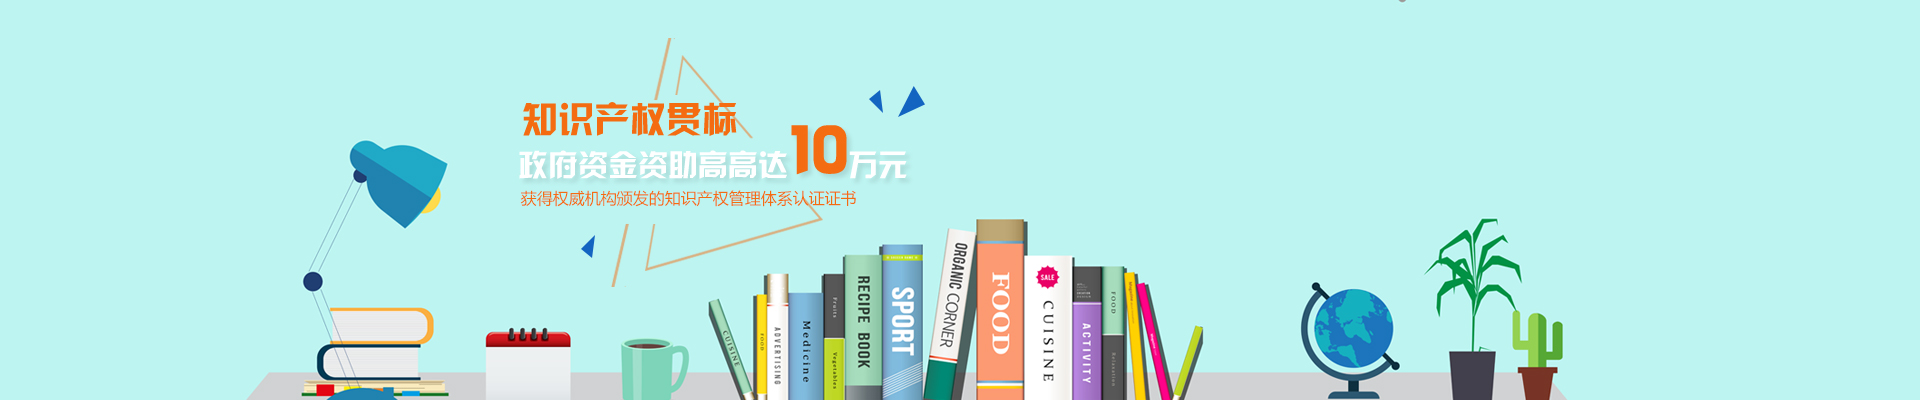 知识产权贯标
政府资金资助高高达10万元
获得权威机构颁发的知识产权管理体系认证证书
CUISINE
FOOD
ADVERTISING
Medicine
Fruits
Vegetables
RECIPE BOOK
SPORT
ORGANIC CORNER
FOOD
SALE
CUISINE
ACTIVITY
FOOD
Relaxation